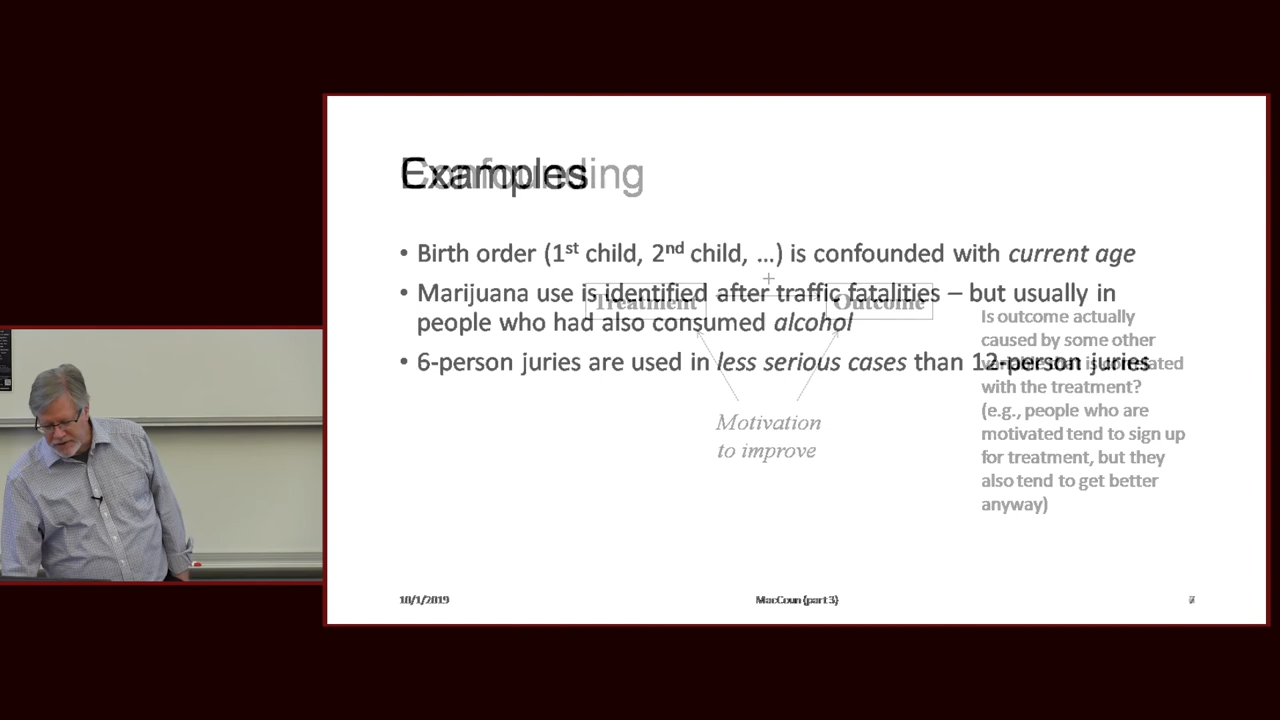 Examples
Confounding
• Birth order (1st child, 2nd child, ...) is confounded with current age
+
• Marijuana use is identified after traffic fatalities – but usually in
people who had also consumed alcohol
• 6-person juries are used in less serious cases than 12-person juries
Treatment
Outcome
Motivation
to improve
Is outcome actually
caused by some other
with the treatment?
(e.g., people who are
motivated tend to sign up
for treatment, but they
also tend to get better
anyway)
10/1/2019
MacCoun (part 3)